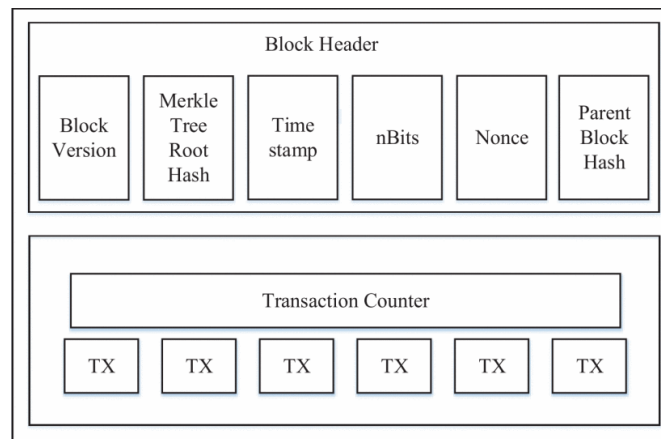 Block Header
Block
Version
Merkle
Tree
Root
Hash
Time
stamp
nBits
Nonce
Parent
Block
Hash
Transaction Counter
TX TX TX TX TX TX